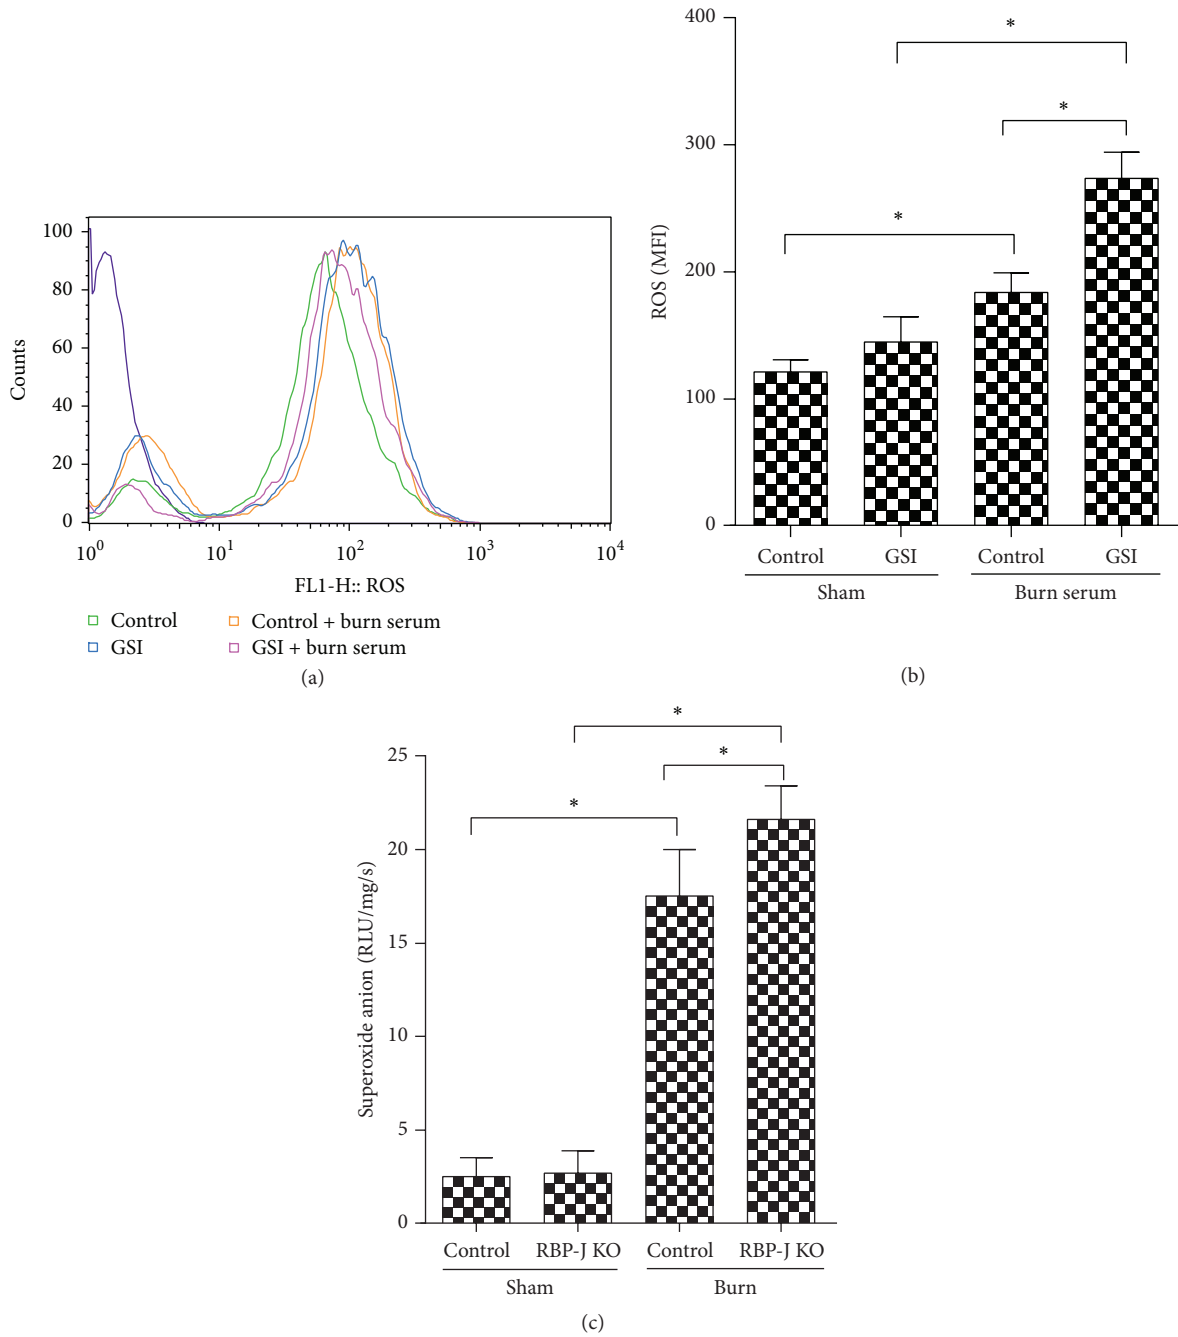 100
80
60
40
20
0
Counts
10^0 10^1 10^2 10^3 10^4
FL1-H:: ROS
Control Control + burn serum
GSI GSI + burn serum
(a)
400
300
200
100
0
ROS (MFI)
*
*
*
Control GSI Control GSI
Sham Burn serum
(b)
25
20
15
10
5
0
Superoxide anion (RLU/mg/s)
*
*
*
Control RBP-J KO Control RBP-J KO
Sham Burn
(c)